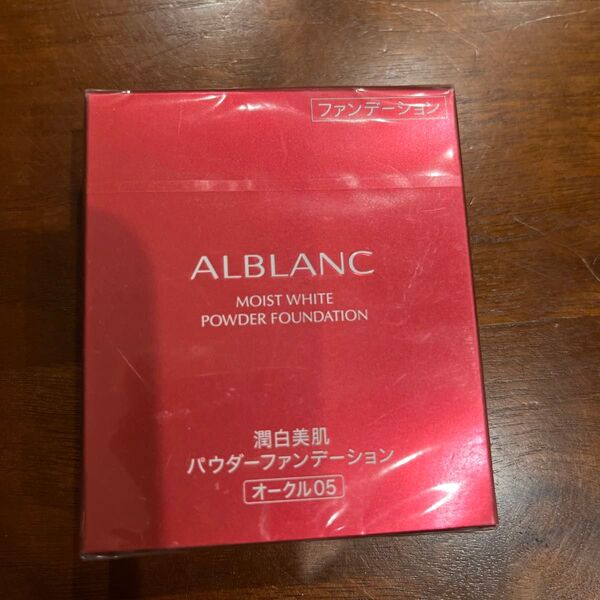 ファンデーション
ALBLANC
MOIST WHITE
POWDER FOUNDATION
潤白美肌
パウダーファンデーション
オークル05